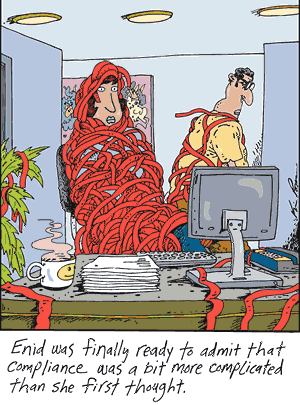 Enid was finally ready to admit that
compliance was a bit more complicated
than she first thought.